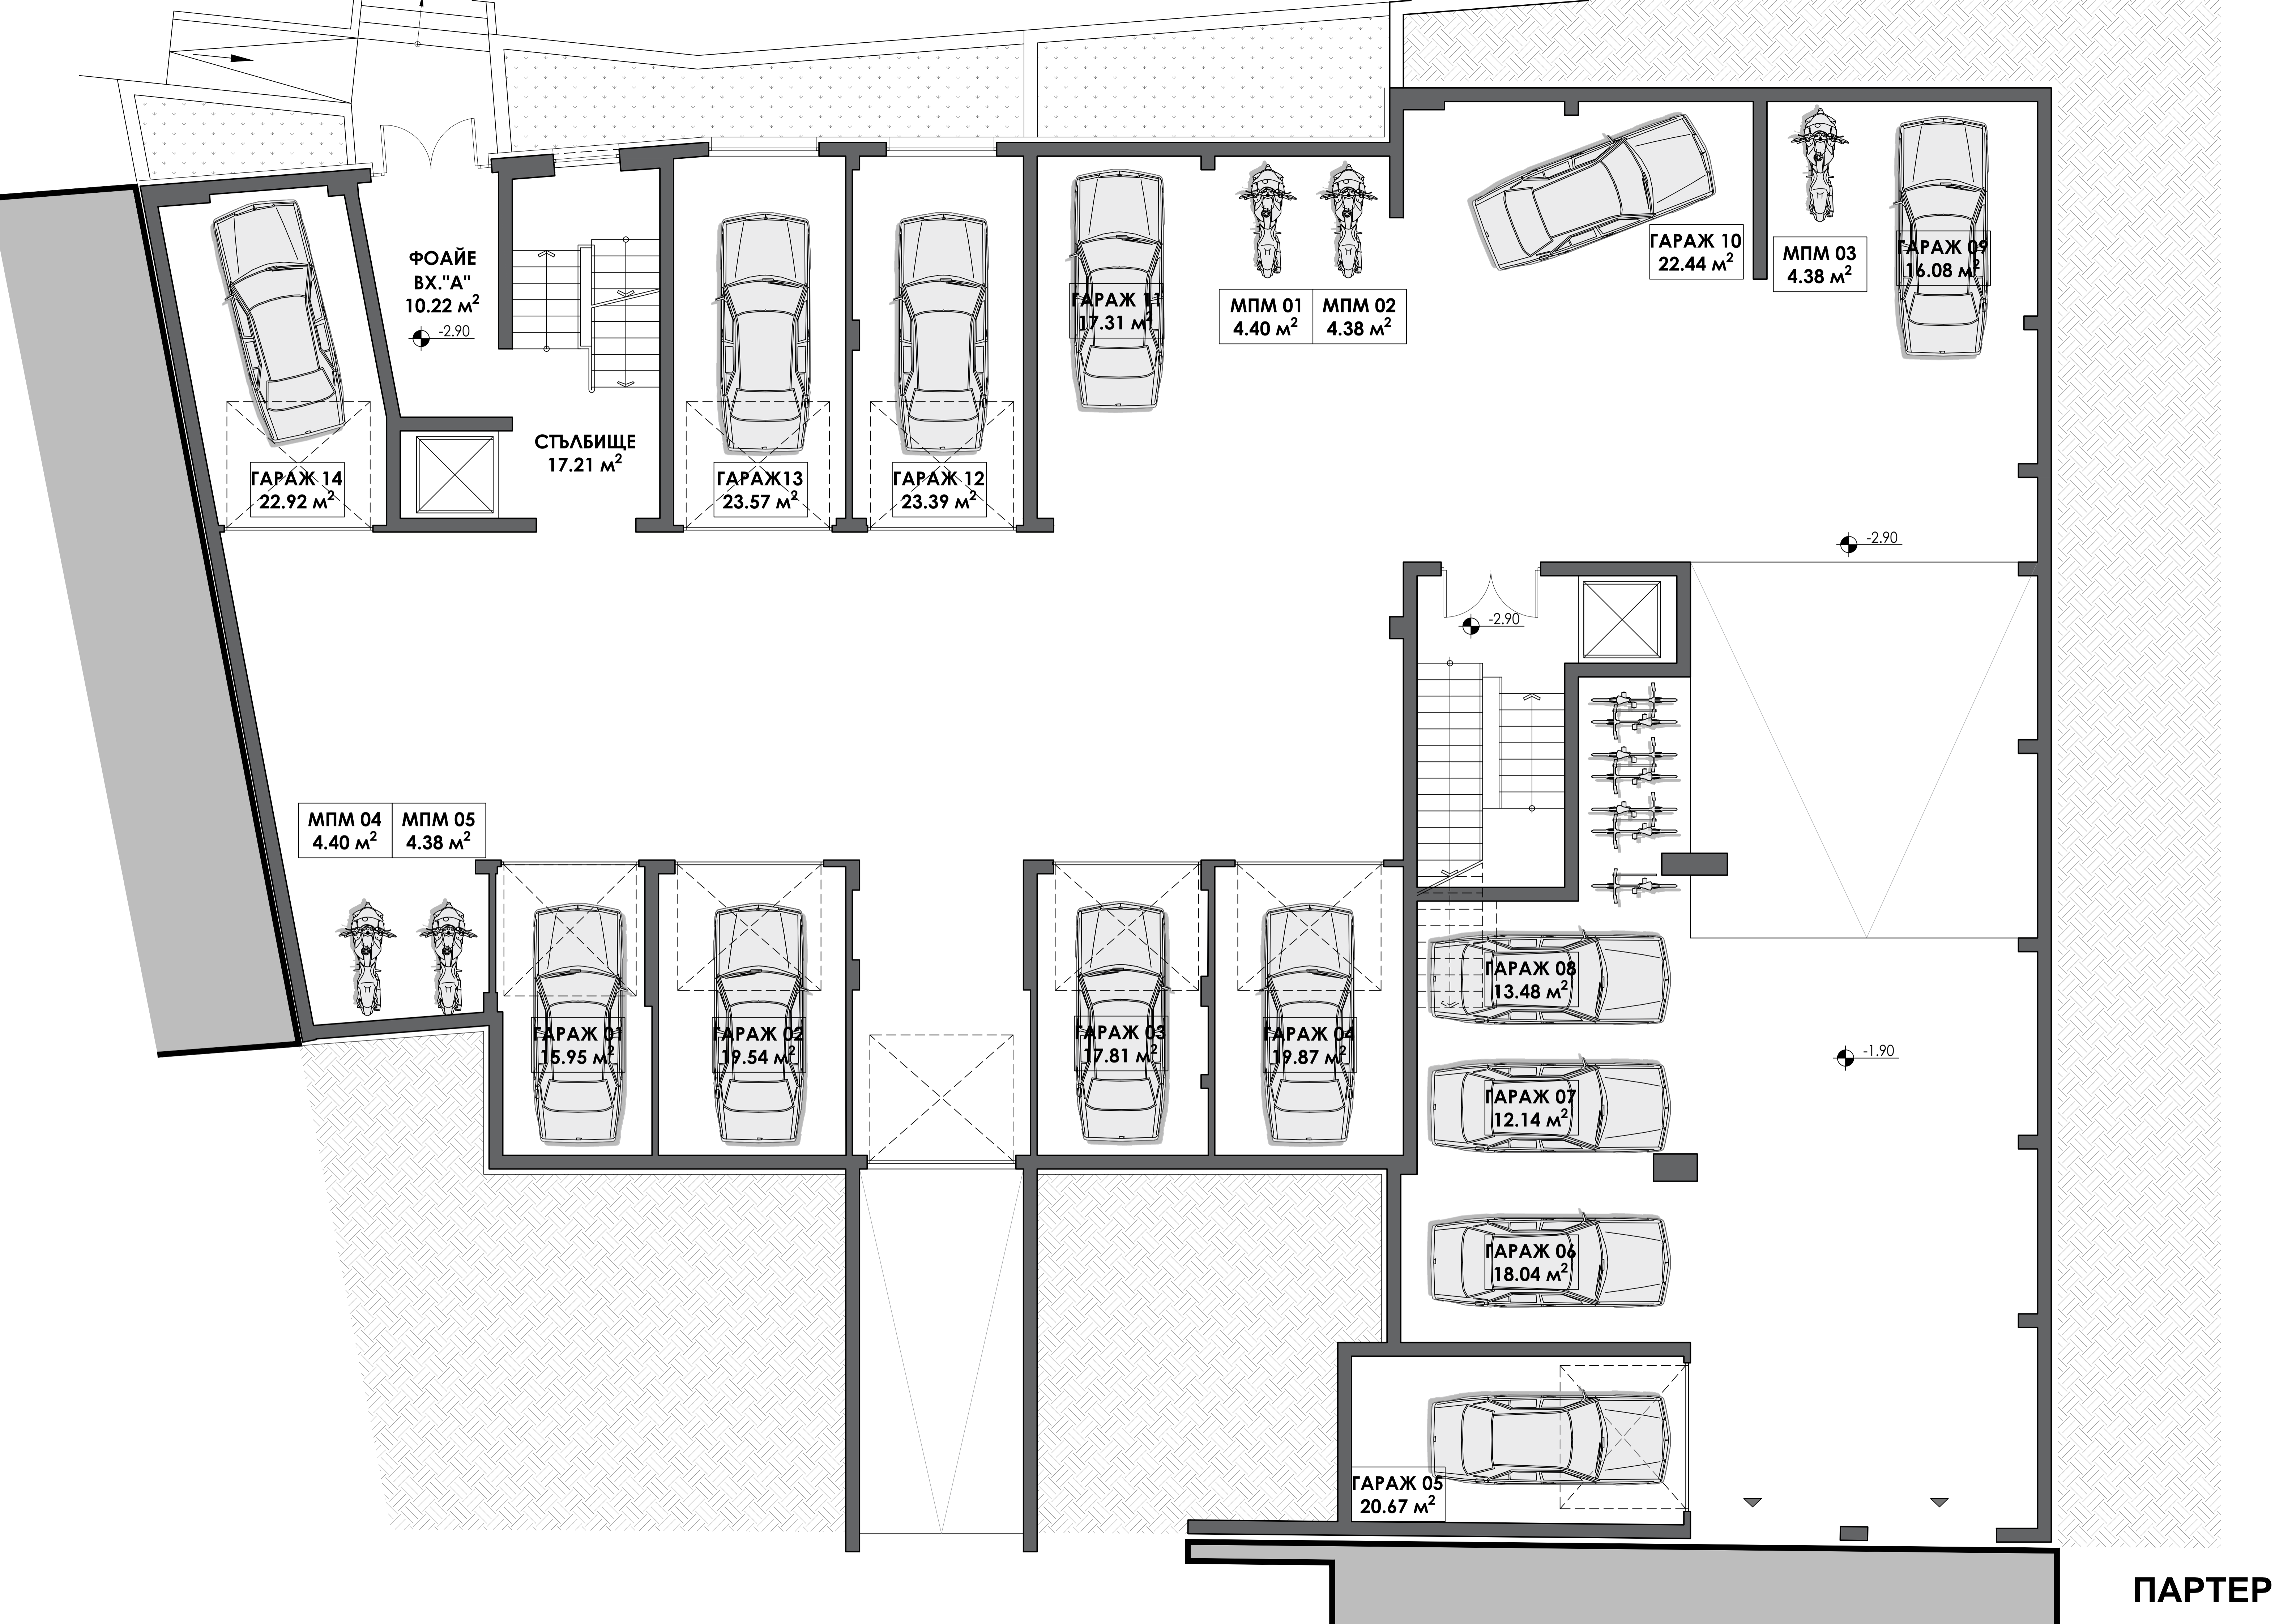 ГАРАЖ 10
22.44 м²
МПМ 03
4.38 м²
ГАРАЖ 09
16.08 м²
ФОАЙЕ
ВХ."А"
10.22 м²
-2.90
ГАРАЖ 11
17.31 м²
МПМ 01
4.40 м²
МПМ 02
4.38 м²
СТЪЛБИЩЕ
17.21 м²
ГАРАЖ 14
22.92 м²
ГАРАЖ13
23.57 м²
ГАРАЖ 12
23.39 м²
-2.90
-2.90
МПМ 04
4.40 м²
МПМ 05
4.38 м²
ГАРАЖ 08
13.48 м²
ГАРАЖ 01
15.95 м²
ГАРАЖ 02
19.54 м²
ГАРАЖ 03
17.81 м²
ГАРАЖ 04
19.87 м²
-1.90
ГАРАЖ 07
12.14 м²
ГАРАЖ 06
18.04 м²
ГАРАЖ 05
20.67 м²
ПАРТЕР